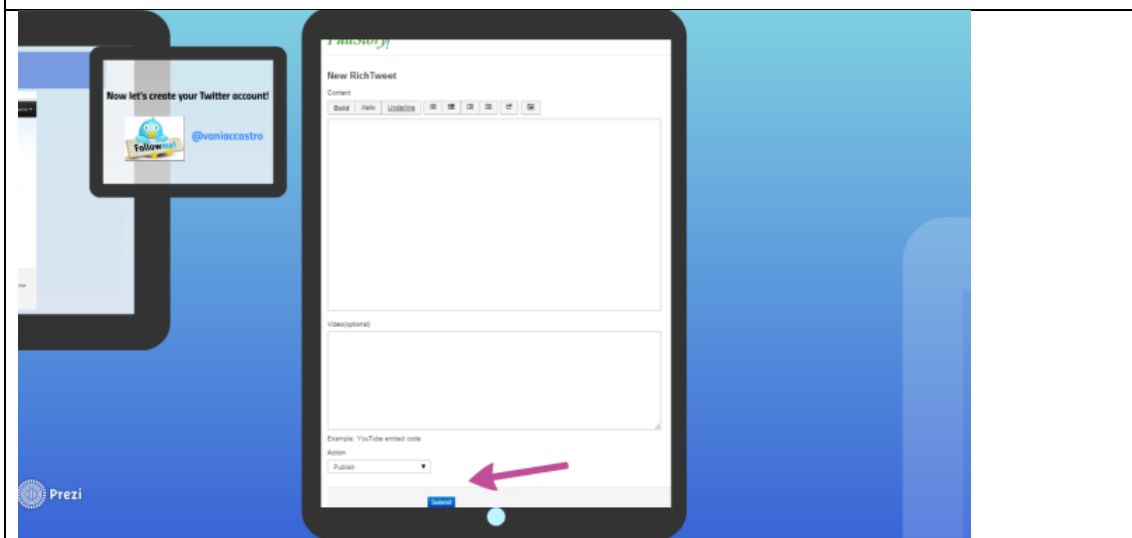 Now let's create your Twitter account!
Follow me!
@vaniaccastro
New RichTweet
Content
Bold Italic Underline
Video(optional)
Example: YouTube embed code
Action
Publish
Submit
Prezi